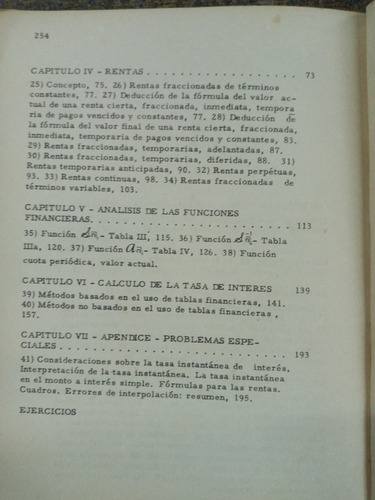 254
CAPITULO IV - RENTAS . . . . . . . . . . . . . . . . . 73
25) Concepto, 75. 26) Rentas fraccionadas de términos
constantes, 77. 27) Deducción de la fórmula del valor ac-
tual de una renta cierta, fraccionada, inmediata, tempora
ria de pagos vencidos y constantes, 77. 28) Deducción de
la fórmula del valor final de una renta cierta, fraccionada,
inmediata, temporaria de pagos vencidos y constantes, 83.
29) Rentas fraccionadas, temporarias, adelantadas, 87.
30) Rentas fraccionadas, temporarias, diferidas, 88. 31)
Rentas temporarias anticipadas, 90. 32) Rentas perpétuas,
93. 33) Rentas continuas, 98. 34) Rentas fraccionadas de
términos variables, 103.
CAPITULO V - ANALISIS DE LAS FUNCIONES
FINANCIERAS. . . . . . . . . . . . . . . . . . . . . 113
35) Función - Tabla III, 115. 36) Función - Tabla
IIIa, 120. 37) Función - Tabla IV, 126. 38) Función
cuota periódica, valor actual.
CAPITULO VI - CALCULO DE LA TASA DE INTERES 139
39) Métodos basados en el uso de tablas financieras, 141.
40) Métodos no basados en uso de tablas financieras ,
157.
CAPITULO VII - APENDICE - PROBLEMAS ESPE-
CIALES . . . . . . . . . . . . . . . . . . . . . . . 193
41) Consideraciones sobre la tasa instantánea de interés.
Interpretación de la tasa instantánea. La tasa instantánea
en el monto a interés simple. Fórmulas para las rentas.
Cuadros. Errores de interpolación: resumen, 195.
EJERCICIOS